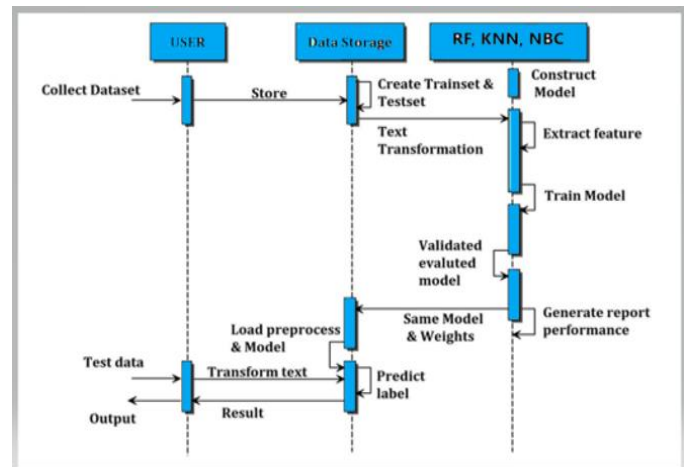 USER
Data Storage
RF, KNN, NBC
Collect Dataset
Store
Create Trainset &
Testset
Construct
Model
Text
Transformation
Extract feature
Train Model
Validated
evaluted
model
Same Model
& Weights
Generate report
performance
Load preprocess
& Model
Test data
Transform text
Predict
label
Output
Result